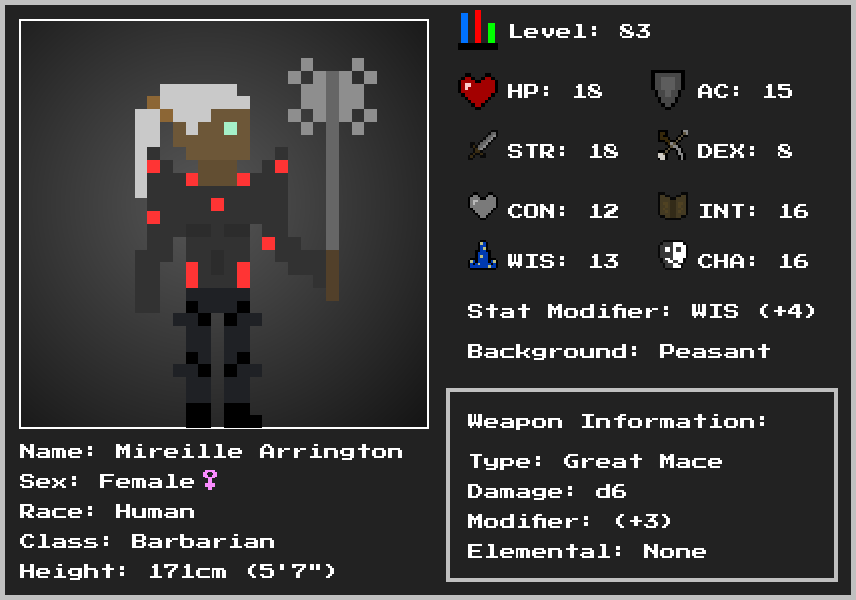 Level: 83
HP: 18 AC: 15
STR: 18 DEX: 8
CON: 12 INT: 16
WIS: 13 CHA: 16
Stat Modifier: WIS (+4)
Background: Peasant
Weapon Information:
Type: Great Mace
Damage: d6
Modifier: (+3)
Elemental: None
Name: Mireille Arrington
Sex: Female♀
Race: Human
Class: Barbarian
Height: 171cm (5'7")